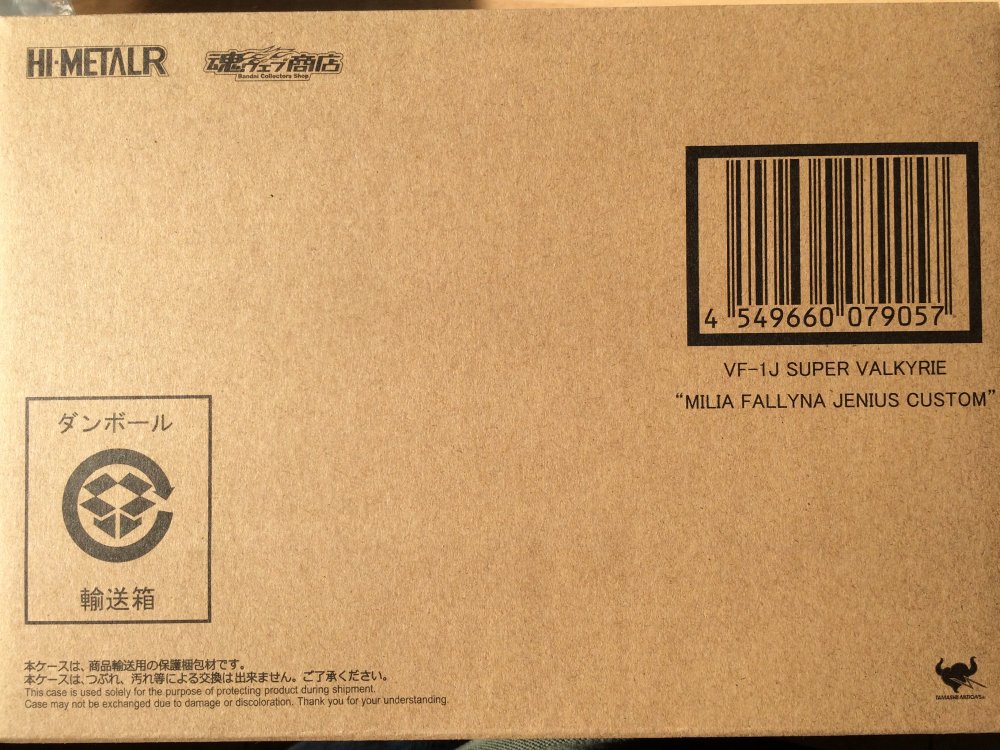 HI-METAL R
魂ウェブ商店
Bandai Collectors Shop
4 549660 079057
VF-1J SUPER VALKYRIE
“MILIA FALLYNA JENIUS CUSTOM”
ダンボール
輸送箱
本ケースは、商品輸送用の保護梱包材です。
本ケースは、つぶれ、汚れ等による交換は出来ません。ご了承ください。
This case is used solely for the purpose of protecting product during shipment.
Case may not be exchanged due to damage or discoloration. Thank you for your understanding.
TAMASHII NATIONS